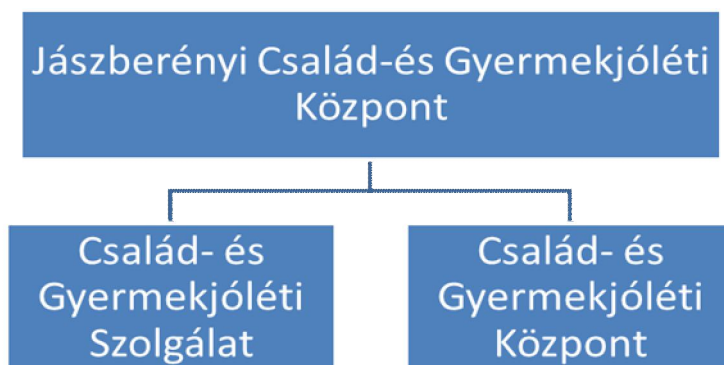 Jászberényi Család-és Gyermekjóléti
Központ
Család- és
Gyermekjóléti
Szolgálat
Család- és
Gyermekjóléti
Központ